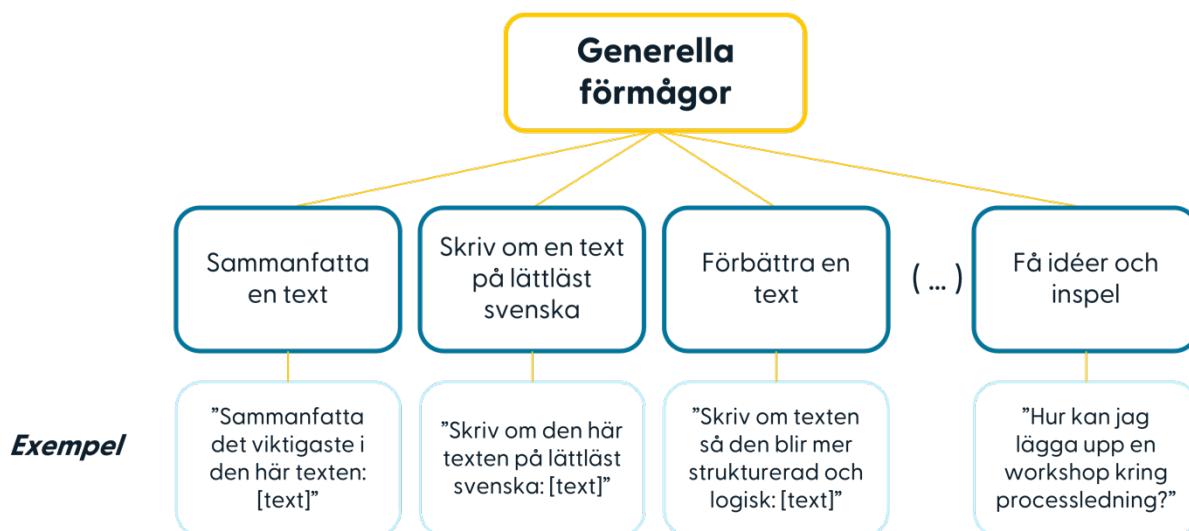 Generella
förmågor
Sammanfatta
en text
Skriv om en text
på lättläst
svenska
Förbättra en
text
( ... )
Få idéer och
inspel
Exempel
”Sammanfatta
det viktigaste i
den här texten:
[text]”
”Skriv om den här
texten på lättläst
svenska: [text]”
”Skriv om texten
så den blir mer
strukturerad och
logisk: [text]”
”Hur kan jag
lägga upp en
workshop kring
processledning?”